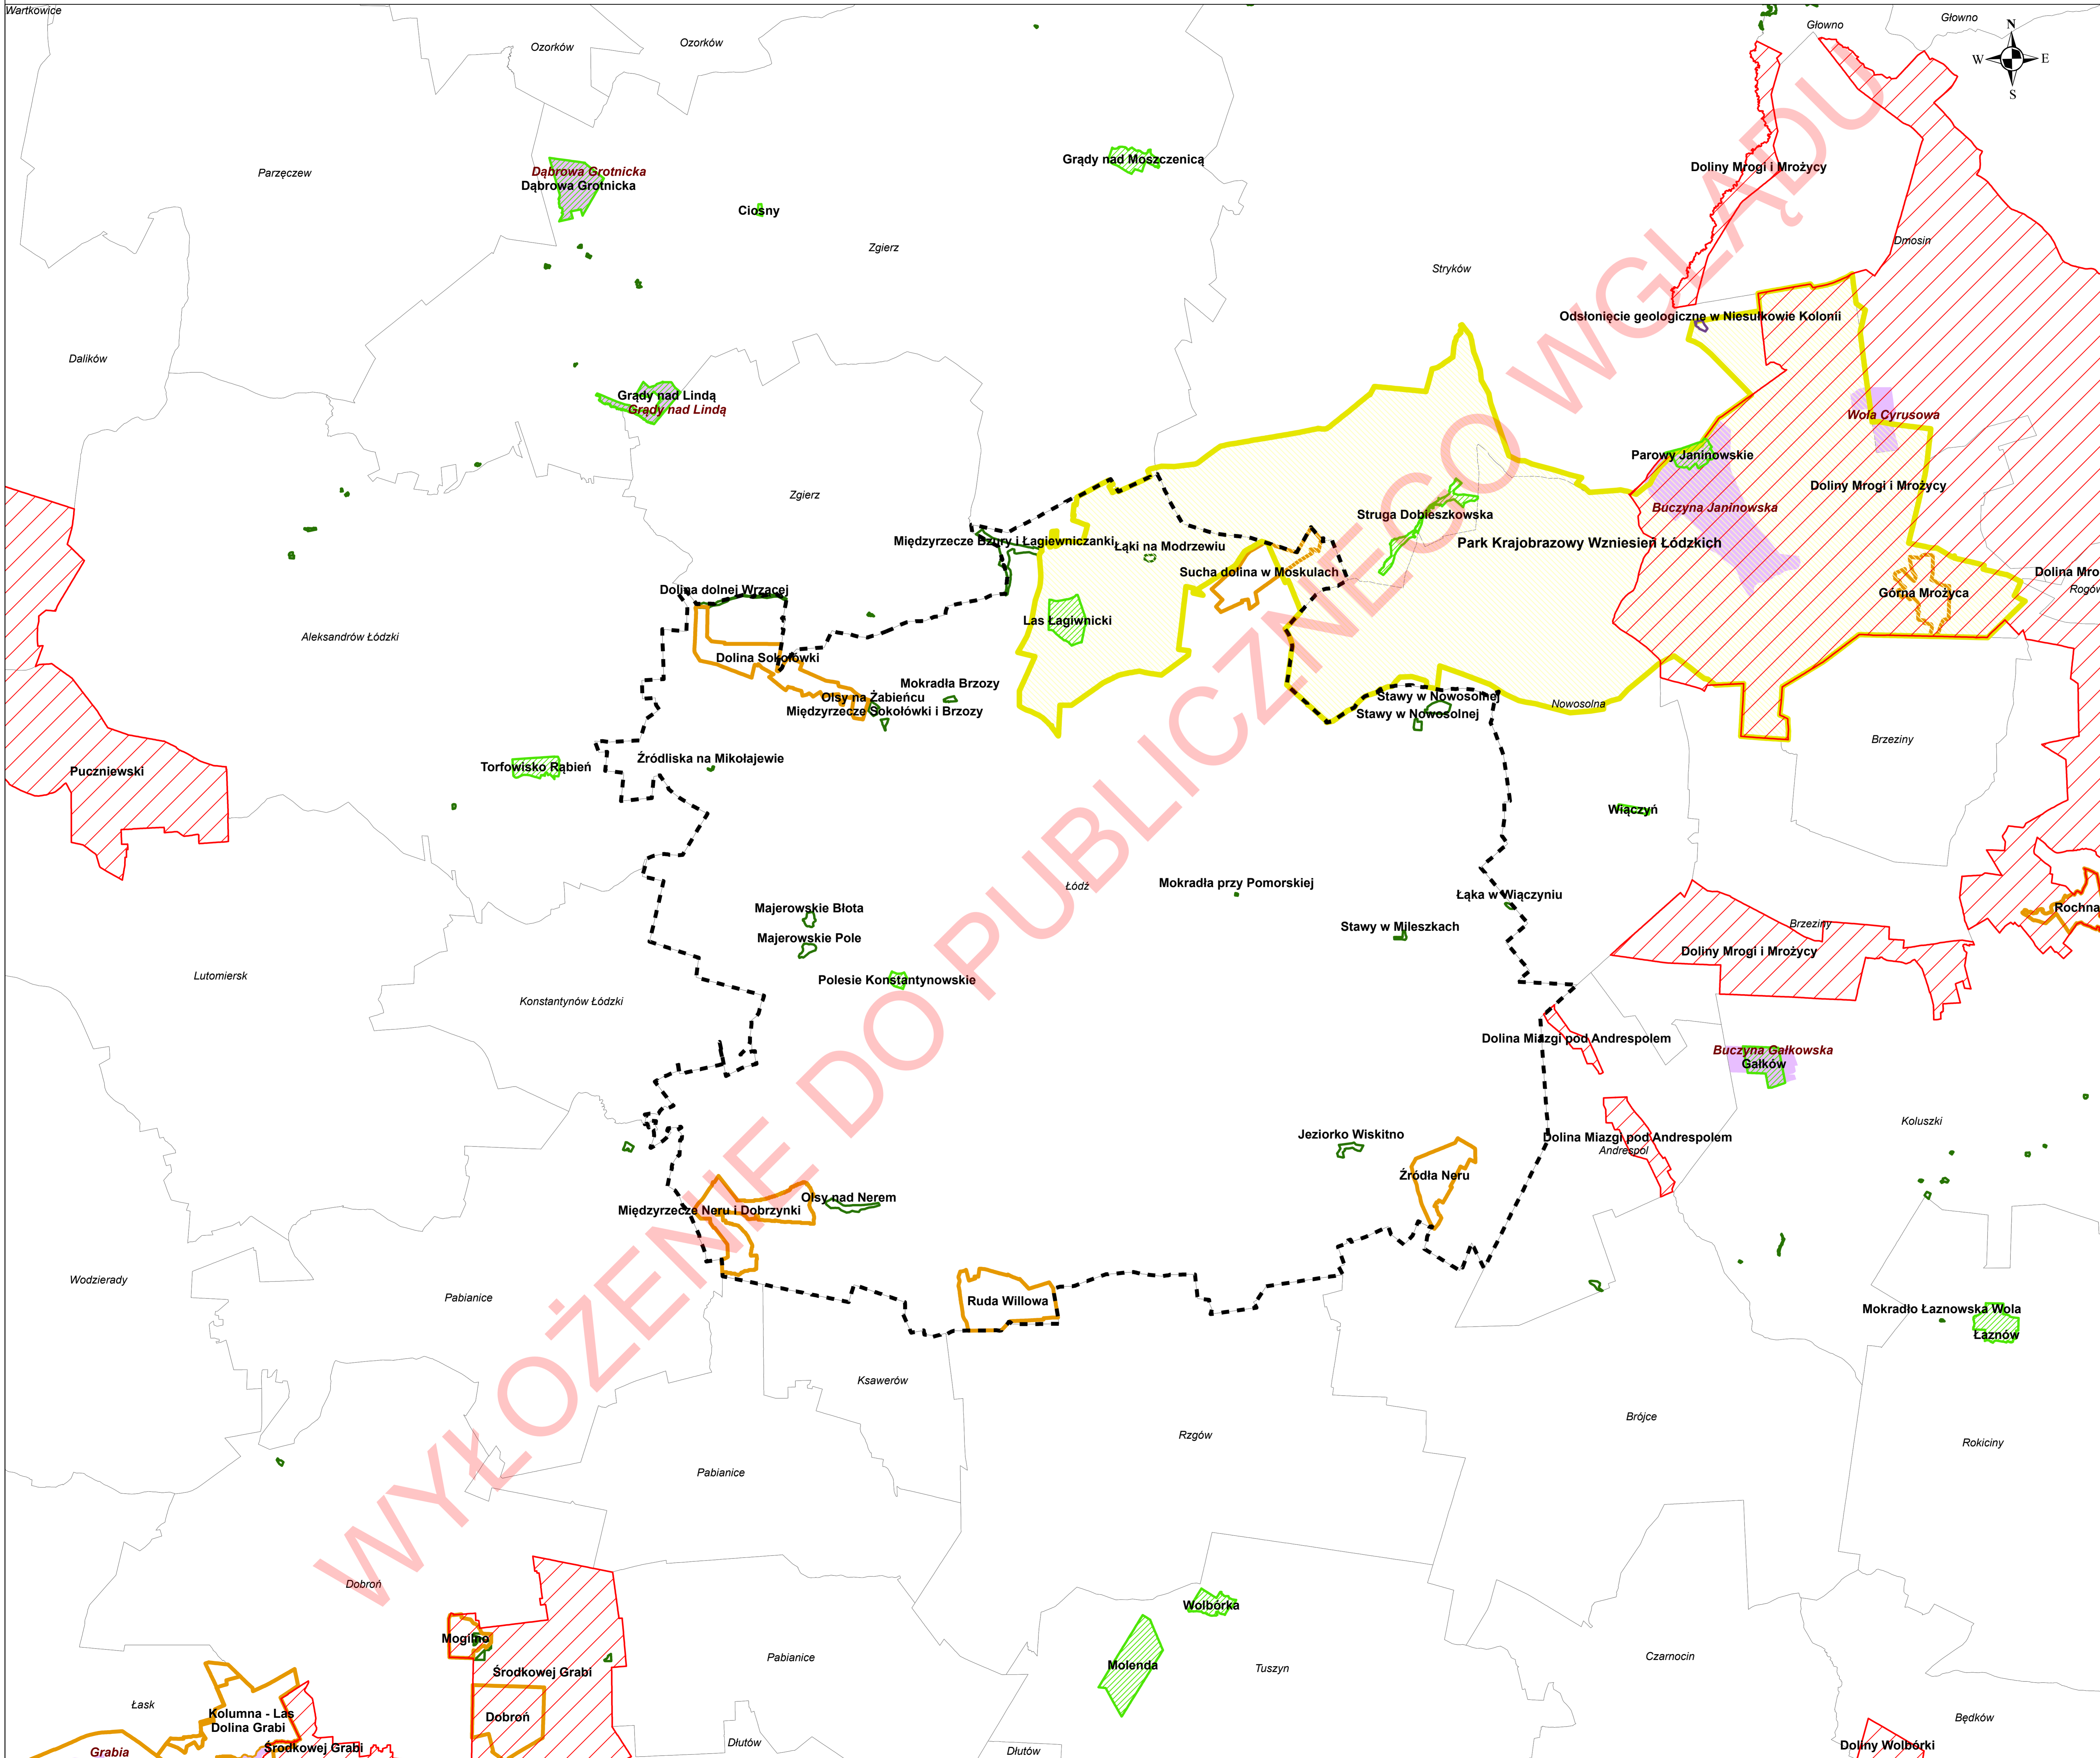 Wartkowice
Ozorków
Ozorków
Głowno
Głowno
N
W
E
S
Parzęczew
Dąbrowa Grotnicka
Dąbrowa Grotnicka
Ciosny
Zgierz
Grądy nad Moszczenicą
Stryków
Doliny Mrogi i Mrożycy
Dmosin
Odsłonięcie geologiczne w Niesułkowie Kolonii
Dalików
Grądy nad Lindą
Grądy nad Lindą
Wola Cyrusowa
Parowy Janinowskie
Doliny Mrogi i Mrożycy
Buczyna Janinowska
Zgierz
Struga Dobieszkowska
Park Krajobrazowy Wzniesień Łódzkich
Międzyrzecze Bzury i Łagiewniczanki
Łąki na Modrzewiu
Sucha dolina w Moskulach
Dolina Mro
Rogów
Górna Mrożyca
Dolina dolnej Wrzącej
Las Łagiwnicki
Aleksandrów Łódzki
Dolina Sokołówki
Mokradła Brzozy
Olsy na Żabieńcu
Międzyrzecze Sokołówki i Brzozy
Stawy w Nowosolnej
Stawy w Nowosolnej
Nowosolna
Brzeziny
Puczniewski
Torfowisko Rąbień
Źródliska na Mikołajewie
Wiączyń
Łódź
Mokradła przy Pomorskiej
Łąka w Wiączyniu
Majerowskie Błota
Majerowskie Pole
Stawy w Mileszkach
Rochna
Brzeziny
Doliny Mrogi i Mrożycy
Lutomiersk
Polesie Konstantynowskie
Konstantynów Łódzki
Dolina Miazgi pod Andrespolem
Buczyna Gałkowska
Gałków
Koluszki
Jeziorko Wiskitno
Dolina Miazgi pod Andrespolem
Andrespol
Źródła Neru
Olsy nad Nerem
Międzyrzecze Neru i Dobrzynki
Wodzierady
Pabianice
Ruda Willowa
Mokradło Łaznowska Wola
Łaznów
Ksawerów
Brójce
Rzgów
Rokiciny
Pabianice
Dobroń
Wolbórka
Mogilno
Środkowej Grabi
Pabianice
Molenda
Tuszyn
Czarnocin
Łask
Kolumna - Las
Dolina Grabi
Dobroń
Będków
Grabia
Środkowej Grabi
Dłutów
Dłutów
Doliny Wolbórki
WYŁOŻENIE DO PUBLICZNEGO WGLĄDU